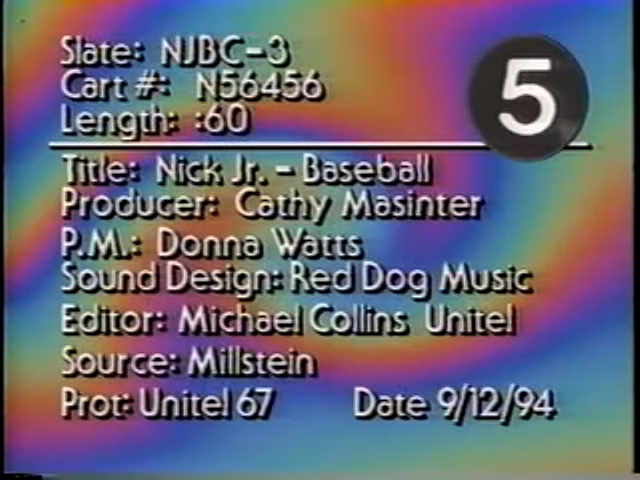 Slate: NJBC-3
Cart #: N56456
Length: :60
5
Title: Nick Jr. - Baseball
Producer: Cathy Masinter
P.M.: Donna Watts
Sound Design: Red Dog Music
Editor: Michael Collins Unitel
Source: Millstein
Prot: Unitel 67 Date 9/12/94